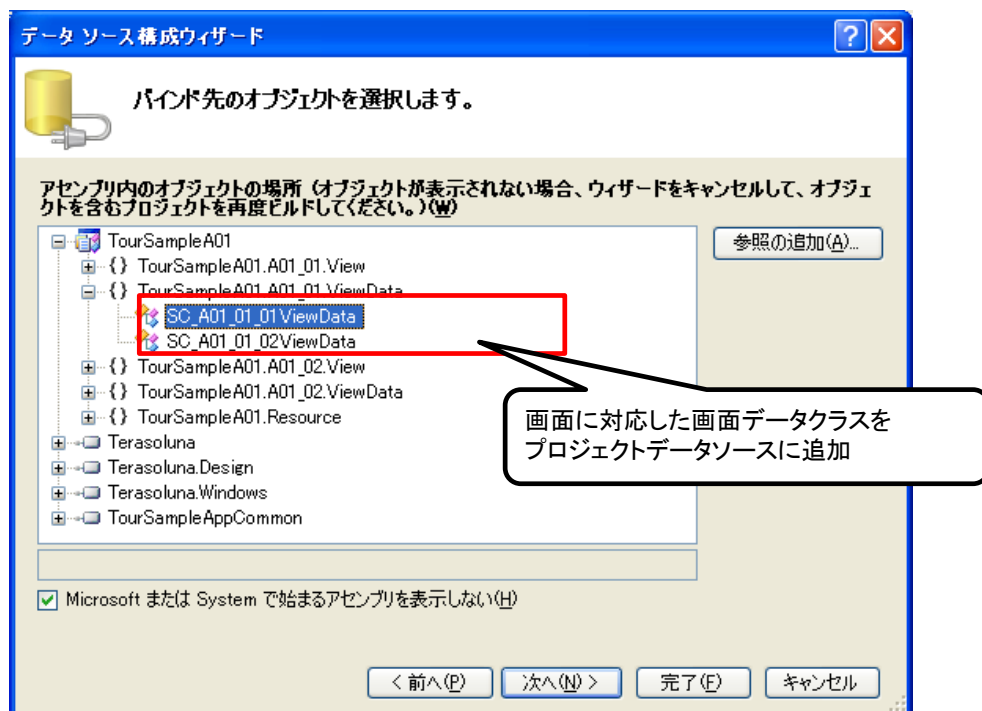 データ ソース構成ウィザード
バインド先のオブジェクトを選択します。
アセンブリ内のオブジェクトの場所 (オブジェクトが表示されない場合、ウィザードをキャンセルして、オブジェ
クトを含むプロジェクトを再度ビルドしてください。)(W)
TourSampleA01
参照の追加(A)...
{} TourSampleA01.A01_01.View
{} TourSampleA01.A01_01.ViewData
SC_A01_01_01ViewData
SC_A01_01_02ViewData
{} TourSampleA01.A01_02.View
{} TourSampleA01.A01_02.ViewData
{} TourSampleA01.Resource
Terasoluna
Terasoluna.Design
Terasoluna.Windows
TourSampleAppCommon
画面に対応した画面データクラスを
プロジェクトデータソースに追加
Microsoft または System で始まるアセンブリを表示しない(H)
< 前へ(P)
次へ(N) >
完了(F)
キャンセル